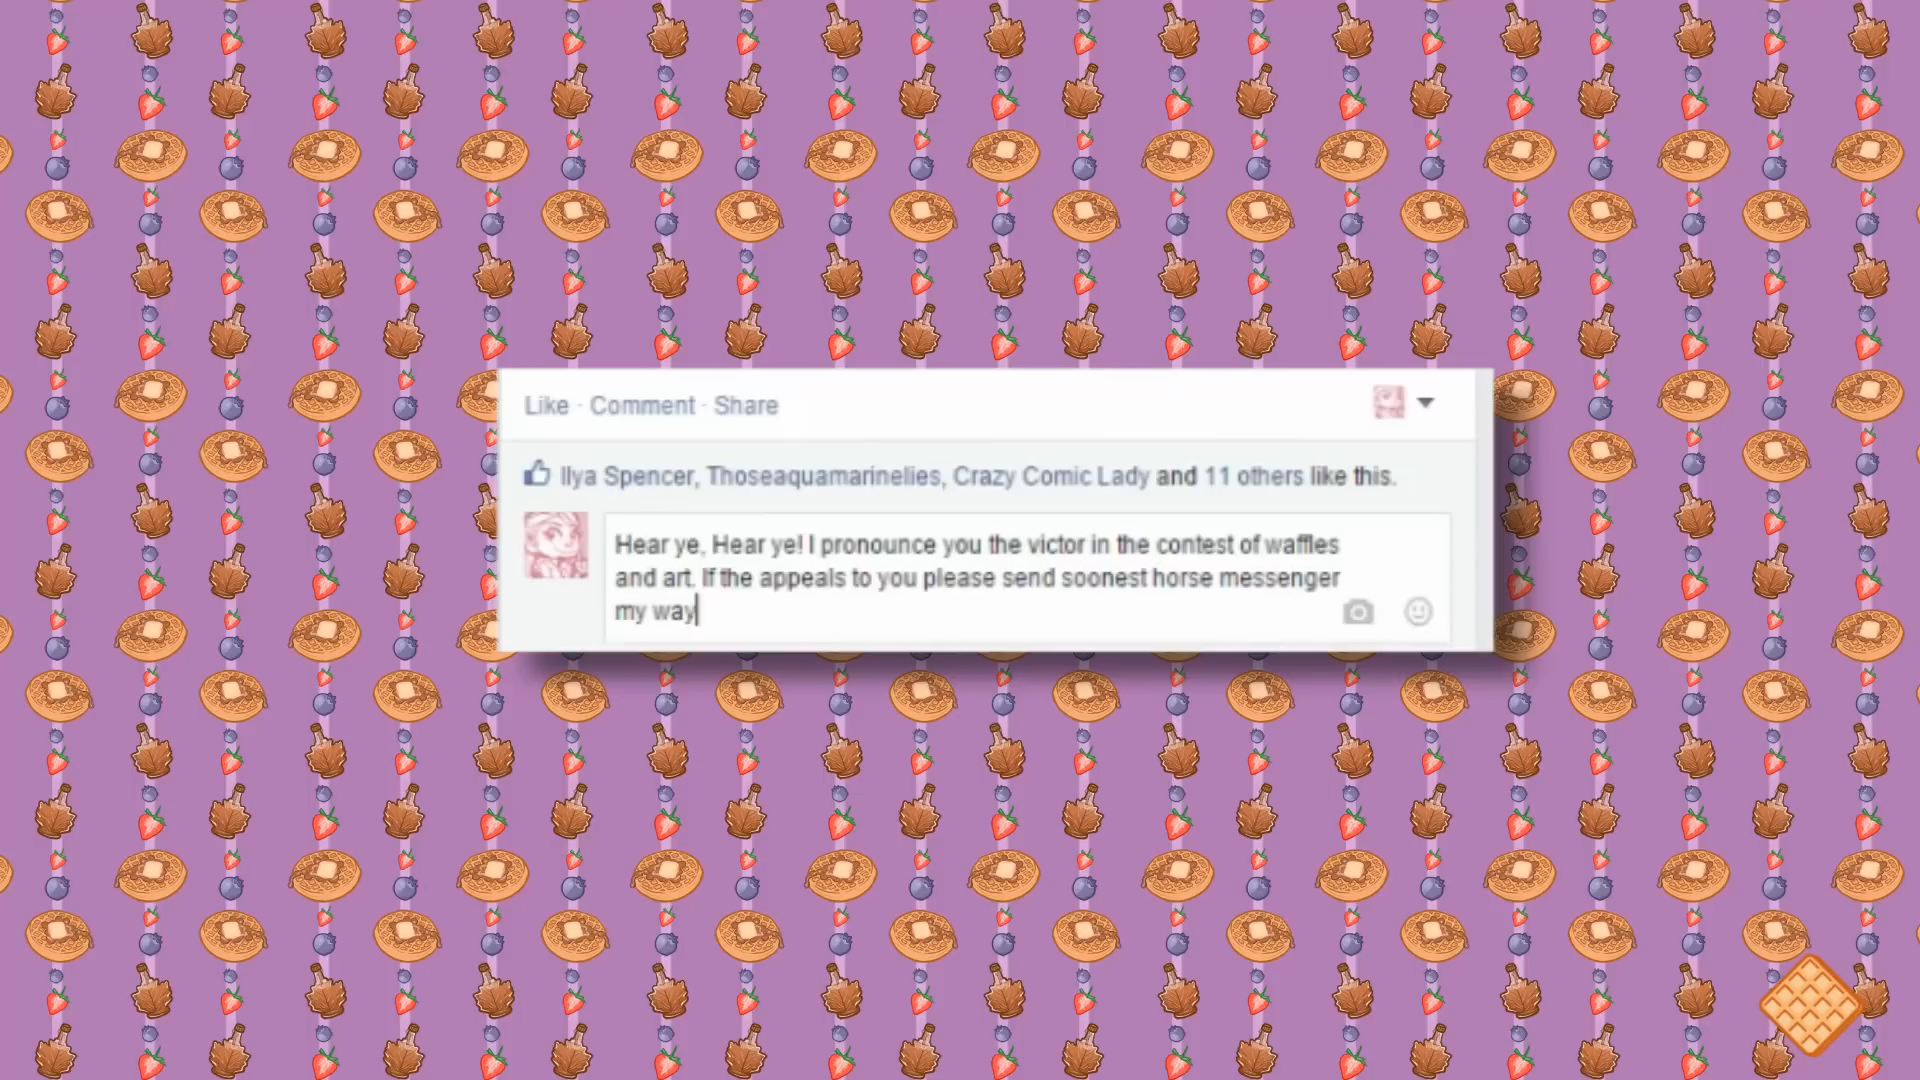 Like · Comment · Share
Ilya Spencer, Thoseaquamarinelies, Crazy Comic Lady and 11 others like this.
Hear ye, Hear ye! I pronounce you the victor in the contest of waffles
and art. If the appeals to you please send soonest horse messenger
my way